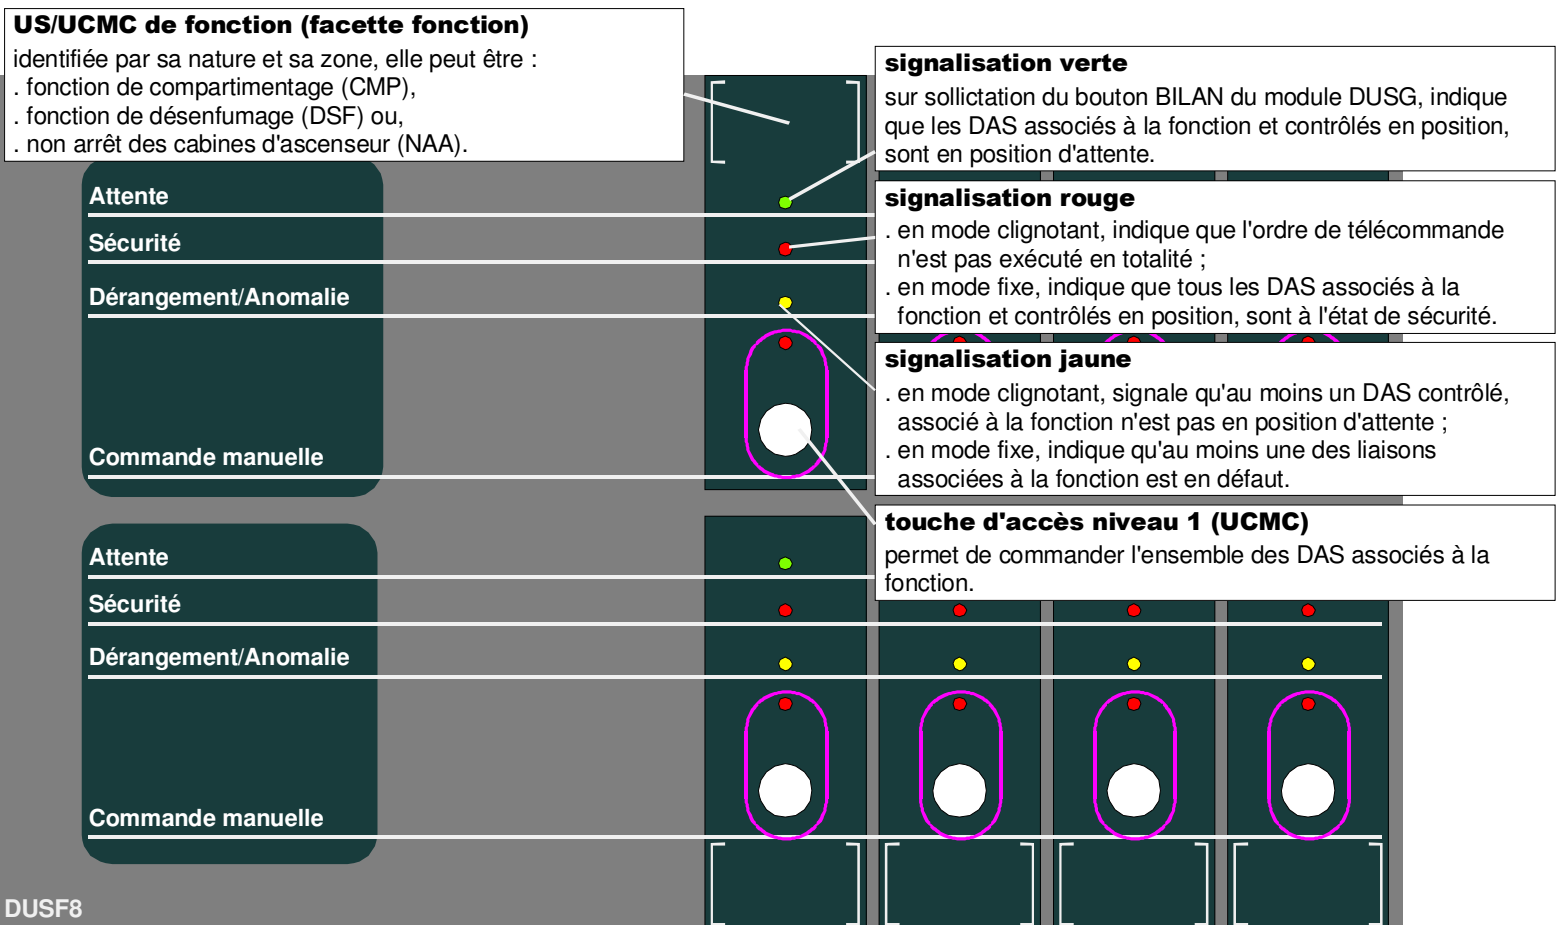 US/UCMC de fonction (facette fonction)
identifiée par sa nature et sa zone, elle peut être :
. fonction de compartimentage (CMP),
. fonction de désenfumage (DSF) ou,
. non arrêt des cabines d'ascenseur (NAA).
signalisation verte
sur sollictation du bouton BILAN du module DUSG, indique
que les DAS associés à la fonction et contrôlés en position,
sont en position d'attente.
signalisation rouge
. en mode clignotant, indique que l'ordre de télécommande
n'est pas exécuté en totalité ;
. en mode fixe, indique que tous les DAS associés à la
fonction et contrôlés en position, sont à l'état de sécurité.
signalisation jaune
. en mode clignotant, signale qu'au moins un DAS contrôlé,
associé à la fonction n'est pas en position d'attente ;
. en mode fixe, indique qu'au moins une des liaisons
associées à la fonction est en défaut.
touche d'accès niveau 1 (UCMC)
permet de commander l'ensemble des DAS associés à la
fonction.
Attente
Sécurité
Dérangement/Anomalie
Commande manuelle
Attente
Sécurité
Dérangement/Anomalie
Commande manuelle
DUSF8